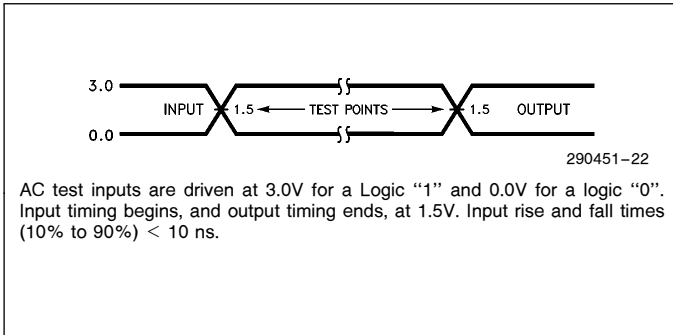 3.0
INPUT 1.5 TEST POINTS 1.5 OUTPUT
0.0
290451–22
AC test inputs are driven at 3.0V for a Logic “1” and 0.0V for a logic “0”.
Input timing begins, and output timing ends, at 1.5V. Input rise and fall times
(10% to 90%) < 10 ns.